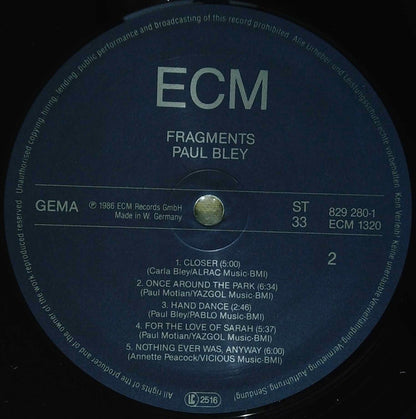 ECM
FRAGMENTS
PAUL BLEY
GEMA
℗ 1986 ECM Records GmbH
Made in W. Germany
ST
33
829 280-1
ECM 1320
2
1. CLOSER (5:00)
(Carla Bley/ALRAC Music-BMI)
2. ONCE AROUND THE PARK (6:34)
(Paul Motian/YAZGOL Music-BMI)
3. HAND DANCE (2:46)
(Paul Bley/PABLO Music-BMI)
4. FOR THE LOVE OF SARAH (5:37)
(Paul Motian/YAZGOL Music-BMI)
5. NOTHING EVER WAS, ANYWAY (6:00)
(Annette Peacock/VICIOUS Music-BMI)
LC 2516
All rights of the producer and of the owner of the work reproduced reserved. Unauthorised copying, hiring, lending, public performance and broadcasting of this record prohibited. Alle Urheber- und Leistungsschutzrechte vorbehalten. Kein Verleih! Keine unerlaubte Vervielfältigung, Vermietung, Aufführung, Sendung!